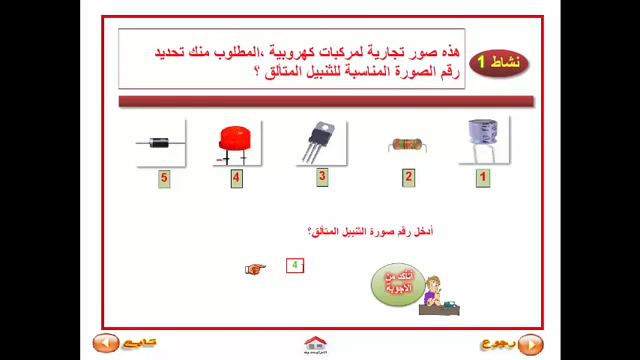 نشاط 1
هذه صور تجارية لمركبات كهروبية ،المطلوب منك تحديد
رقم الصورة المناسبة للثنبيل المتألق ؟
5 4 3 2 1
أدخل رقم صورة الثنبيل المتألق؟
4
تأكد من
الأجوبة
رجوع
تابع